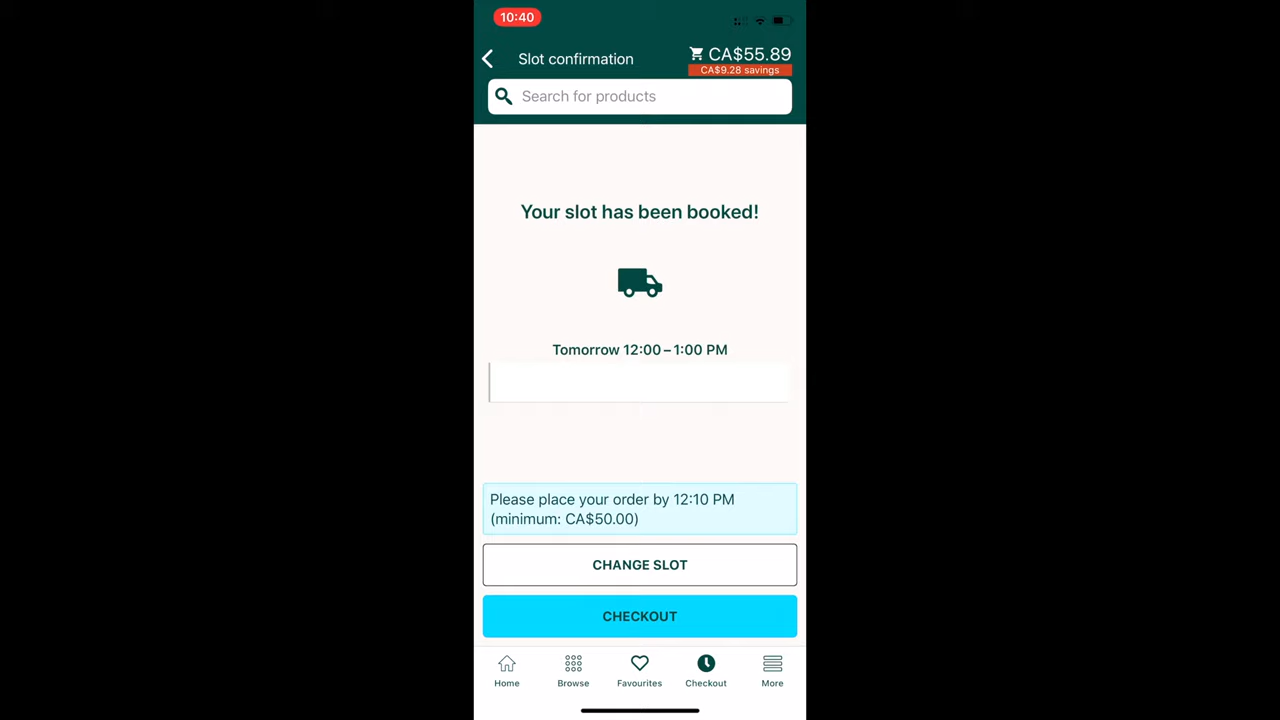 10:40
Slot confirmation
CA$55.89
CA$9.28 savings
Search for products
Your slot has been booked!
Tomorrow 12:00 – 1:00 PM
Please place your order by 12:10 PM
(minimum: CA$50.00)
CHANGE SLOT
CHECKOUT
Home
Browse
Favourites
Checkout
More